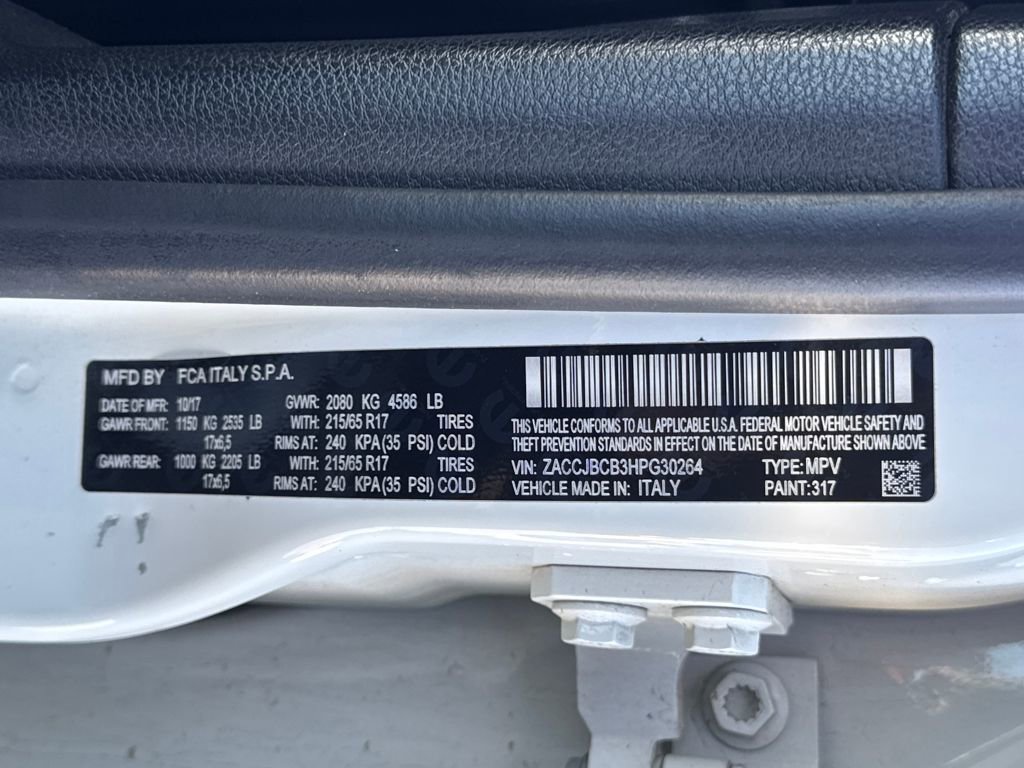 MFD BY FCA ITALY S.P.A.
DATE OF MFR: 10/17 GVWR: 2080 KG 4586 LB
GAWR FRONT: 1150 KG 2535 LB WITH: 215/65 R17 TIRES
17x6,5 RIMS AT: 240 KPA(35 PSI) COLD
GAWR REAR: 1000 KG 2205 LB WITH: 215/65 R17 TIRES
17x6,5 RIMS AT: 240 KPA(35 PSI) COLD
THIS VEHICLE CONFORMS TO ALL APPLICABLE U.S.A. FEDERAL MOTOR VEHICLE SAFETY AND
THEFT PREVENTION STANDARDS IN EFFECT ON THE DATE OF MANUFACTURE SHOWN ABOVE.
VIN: ZACCJBCB3HPG30264 TYPE: MPV
VEHICLE MADE IN: ITALY PAINT:317